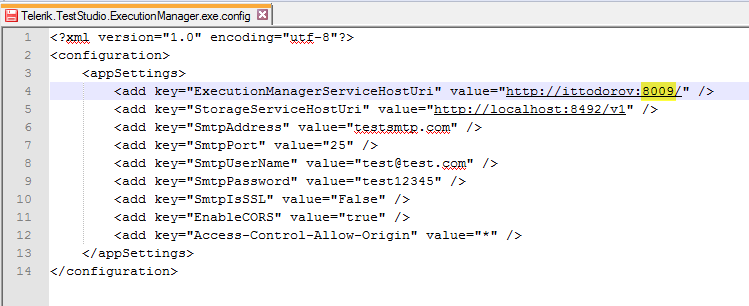 Telerik.TestStudio.ExecutionManager.exe.config
1 <?xml version="1.0" encoding="utf-8"?>
2 <configuration>
3 <appSettings>
4 <add key="ExecutionManagerServiceHostUri" value="http://ittodorov:8009/" />
5 <add key="StorageServiceHostUri" value="http://localhost:8492/v1" />
6 <add key="SmtpAddress" value="testsmtp.com" />
7 <add key="SmtpPort" value="25" />
8 <add key="SmtpUserName" value="test@test.com" />
9 <add key="SmtpPassword" value="test12345" />
10 <add key="SmtpIsSSL" value="False" />
11 <add key="EnableCORS" value="true" />
12 <add key="Access-Control-Allow-Origin" value="*" />
13 </appSettings>
14 </configuration>